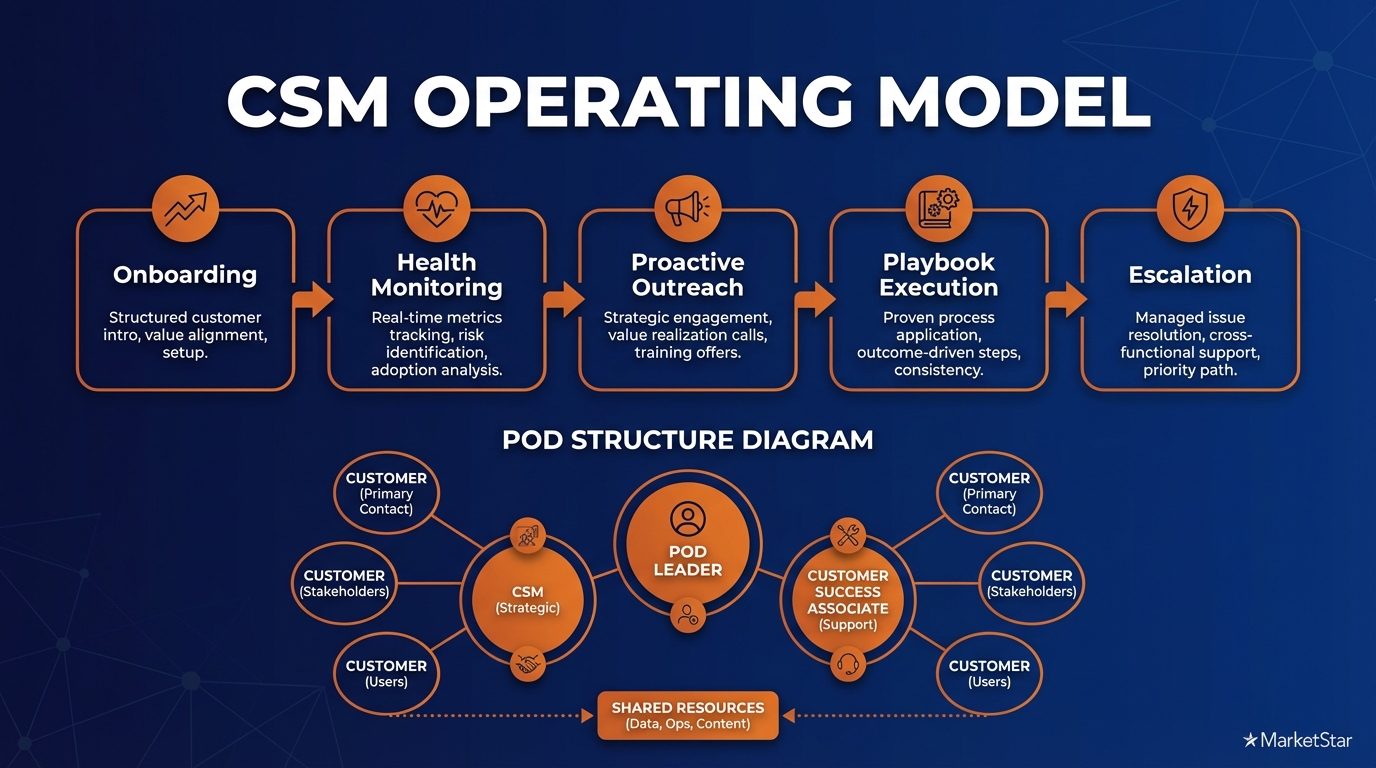 CSM OPERATING MODEL
Onboarding
Structured customer
intro, value alignment,
setup.
Health
Monitoring
Real-time metrics
tracking, risk
identification,
adoption analysis.
Proactive
Outreach
Strategic engagement,
value realization calls,
training offers.
Playbook
Execution
Proven process
application,
outcome-driven steps,
consistency.
Escalation
Managed issue
resolution, cross-
functional support,
priority path.
POD STRUCTURE DIAGRAM
CUSTOMER
(Primary
Contact)
CUSTOMER
(Stakeholders)
CUSTOMER
(Users)
CSM
(Strategic)
POD
LEADER
CUSTOMER
SUCCESS
ASSOCIATE
(Support)
CUSTOMER
(Primary
Contact)
CUSTOMER
(Stakeholders)
CUSTOMER
(Users)
SHARED RESOURCES
(Data, Ops, Content)
MarketStar